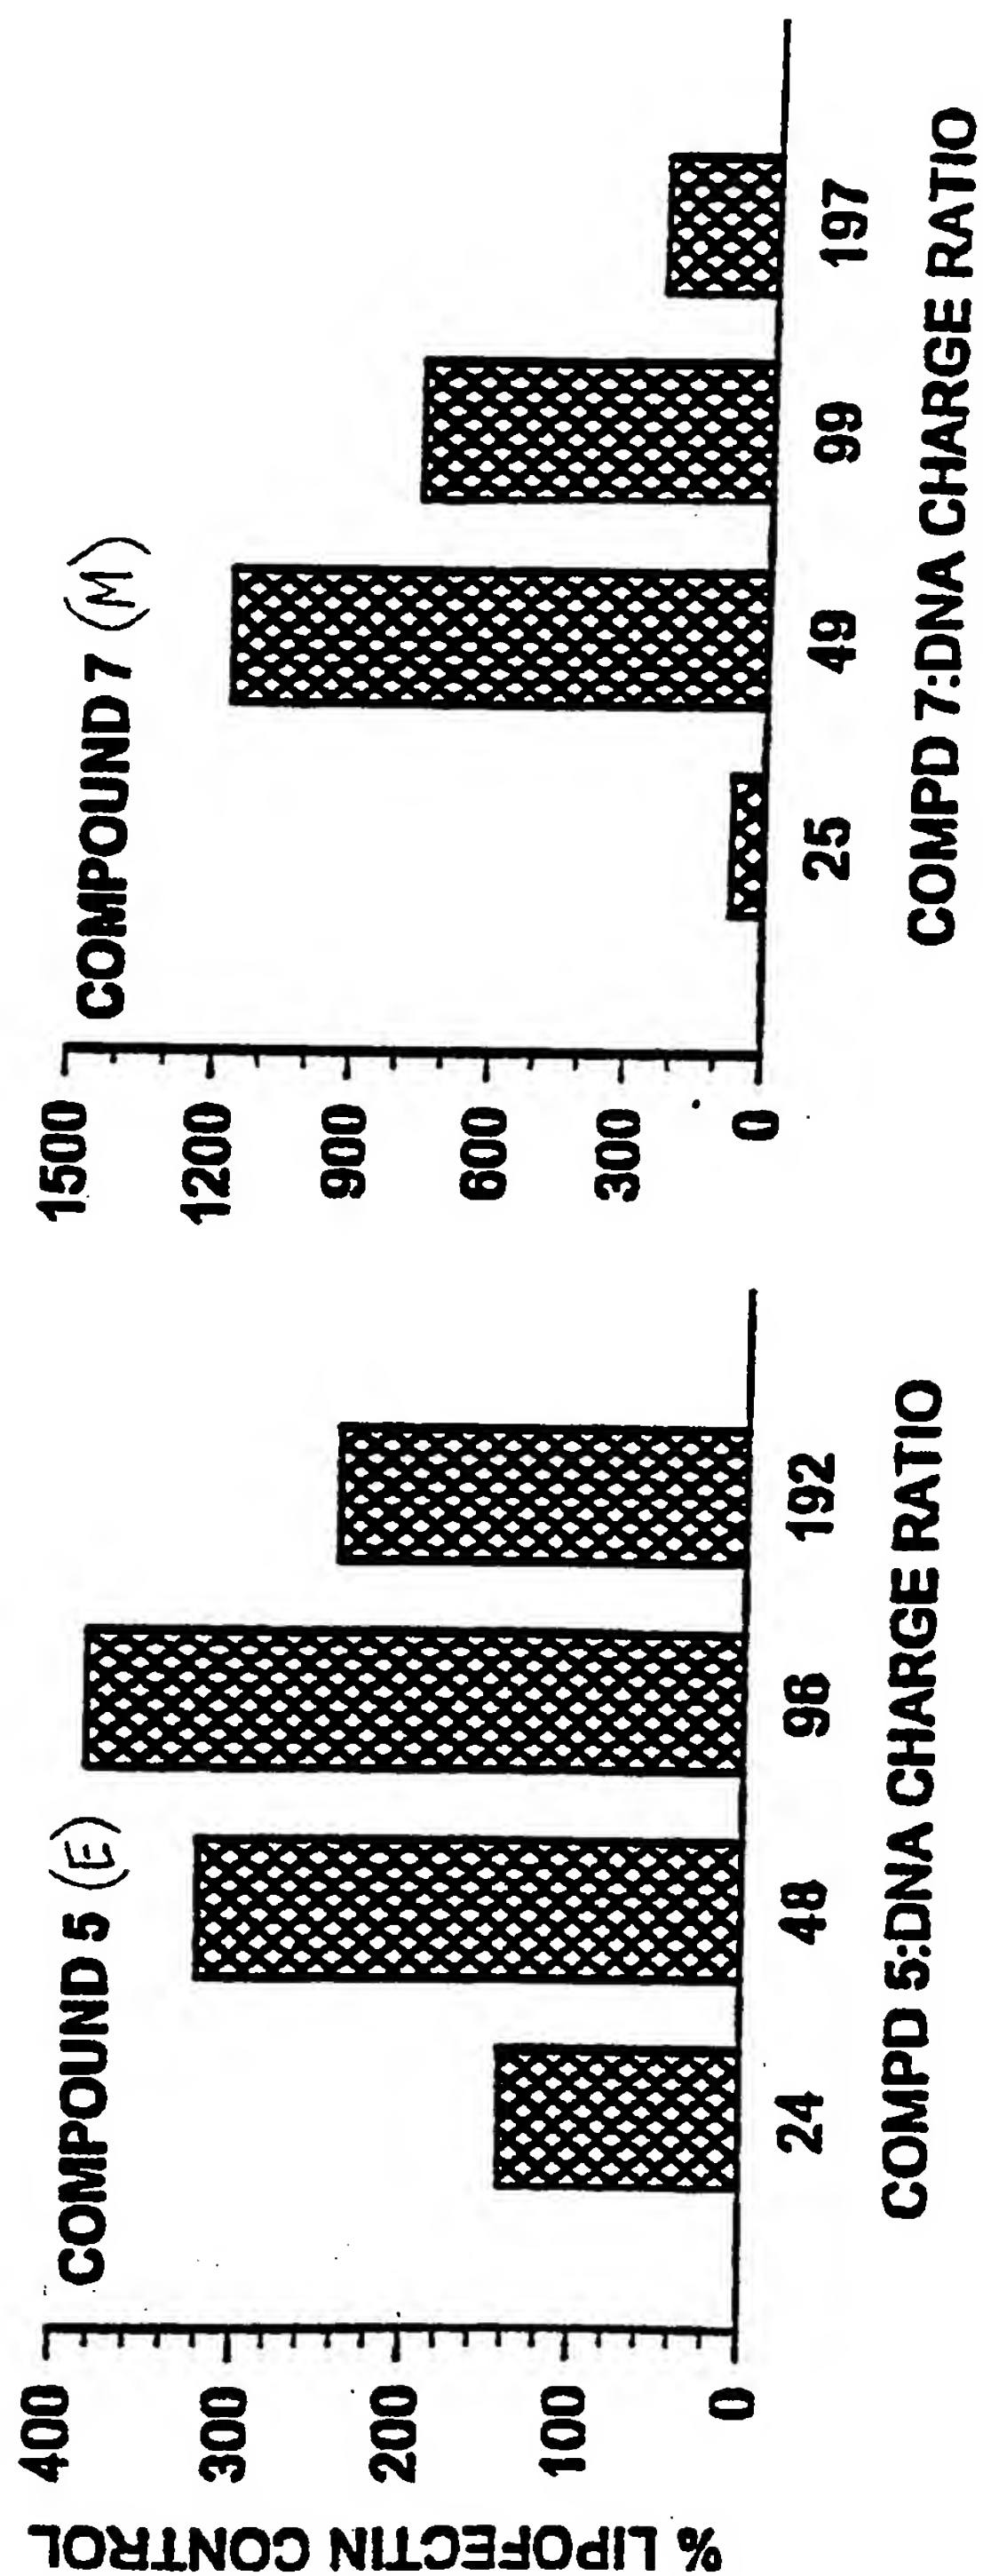 % LIPOFECTIN CONTROL
COMPOUND 5 (E)
400
300
200
100
0
24 48 96 192
COMPD 5:DNA CHARGE RATIO
COMPOUND 7 (M)
1500
1200
900
600
300
0
25 49 99 197
COMPD 7:DNA CHARGE RATIO